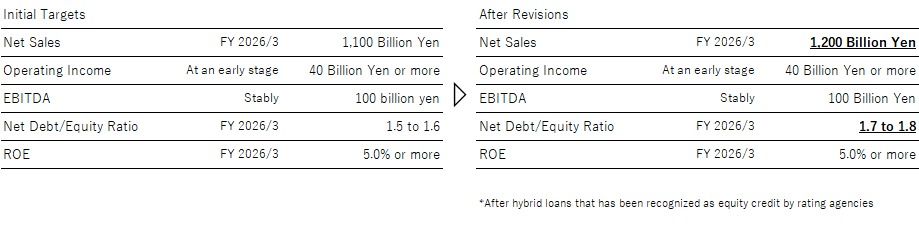 Initial Targets
Net Sales FY 2026/3 1,100 Billion Yen
Operating Income At an early stage 40 Billion Yen or more
EBITDA Stably 100 billion yen
Net Debt/Equity Ratio FY 2026/3 1.5 to 1.6
ROE FY 2026/3 5.0% or more
After Revisions
Net Sales FY 2026/3 1,200 Billion Yen
Operating Income At an early stage 40 Billion Yen or more
EBITDA Stably 100 Billion Yen
Net Debt/Equity Ratio FY 2026/3 1.7 to 1.8
ROE FY 2026/3 5.0% or more
*After hybrid loans that has been recognized as equity credit by rating agencies